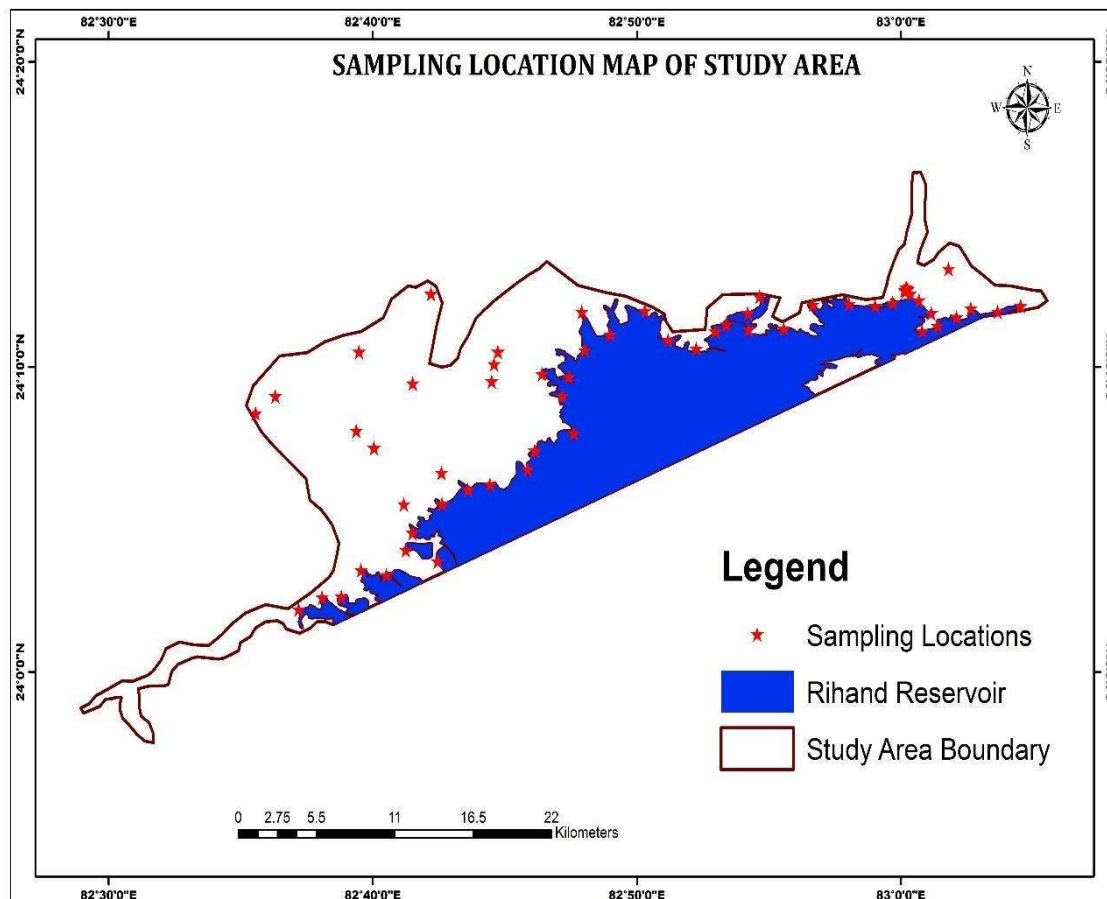 82°30'0"E 82°40'0"E 82°50'0"E 83°0'0"E
24°20'0"N
SAMPLING LOCATION MAP OF STUDY AREA
N
W E
S
24°10'0"N
24°0'0"N
Legend
Sampling Locations
Rihand Reservoir
Study Area Boundary
0 2.75 5.5 11 16.5 22
Kilometers
82°30'0"E 82°40'0"E 82°50'0"E 83°0'0"E